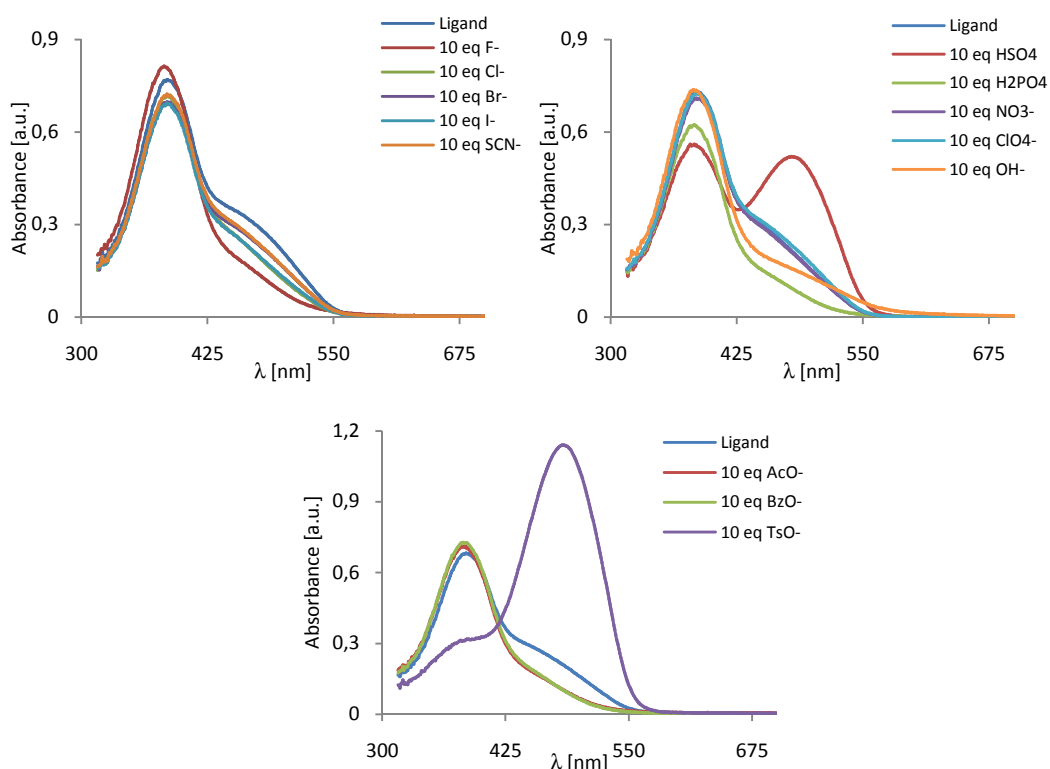 Ligand
10 eq F-
10 eq Cl-
10 eq Br-
10 eq I-
10 eq SCN-
0,9
0,6
0,3
0
Absorbance [a.u.]
300
425
550
675
λ [nm]
Ligand
10 eq HSO4
10 eq H2PO4
10 eq NO3-
10 eq ClO4-
10 eq OH-
0,9
0,6
0,3
0
Absorbance [a.u.]
300
425
550
675
λ [nm]
Ligand
10 eq AcO-
10 eq BzO-
10 eq TsO-
1,2
0,9
0,6
0,3
0
Absorbance [a.u.]
300
425
550
675
λ [nm]